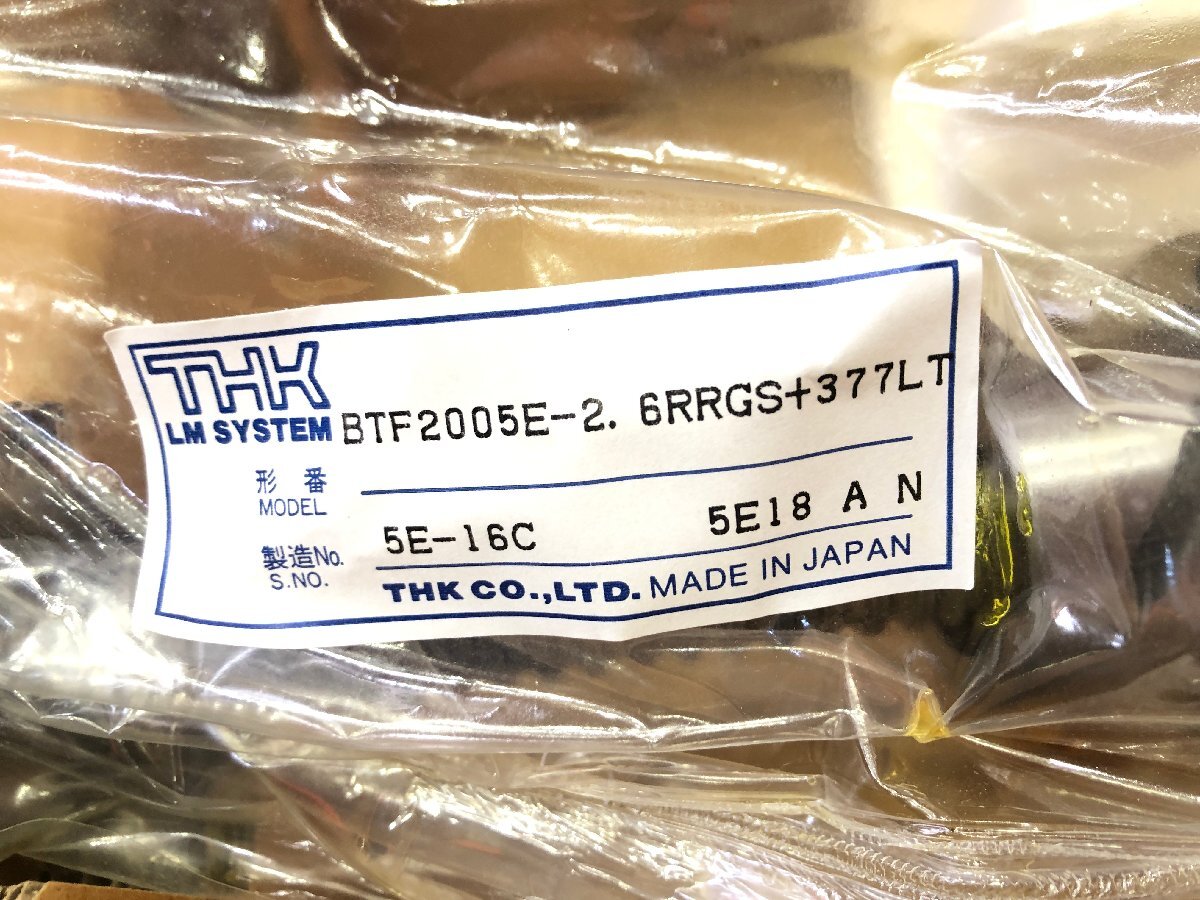 THK
LM SYSTEM
BTF2005E-2. 6RRGS+377LT
形 番
MODEL
5E-16C 5E18 A N
製造No.
S.NO.
THK CO.,LTD. MADE IN JAPAN